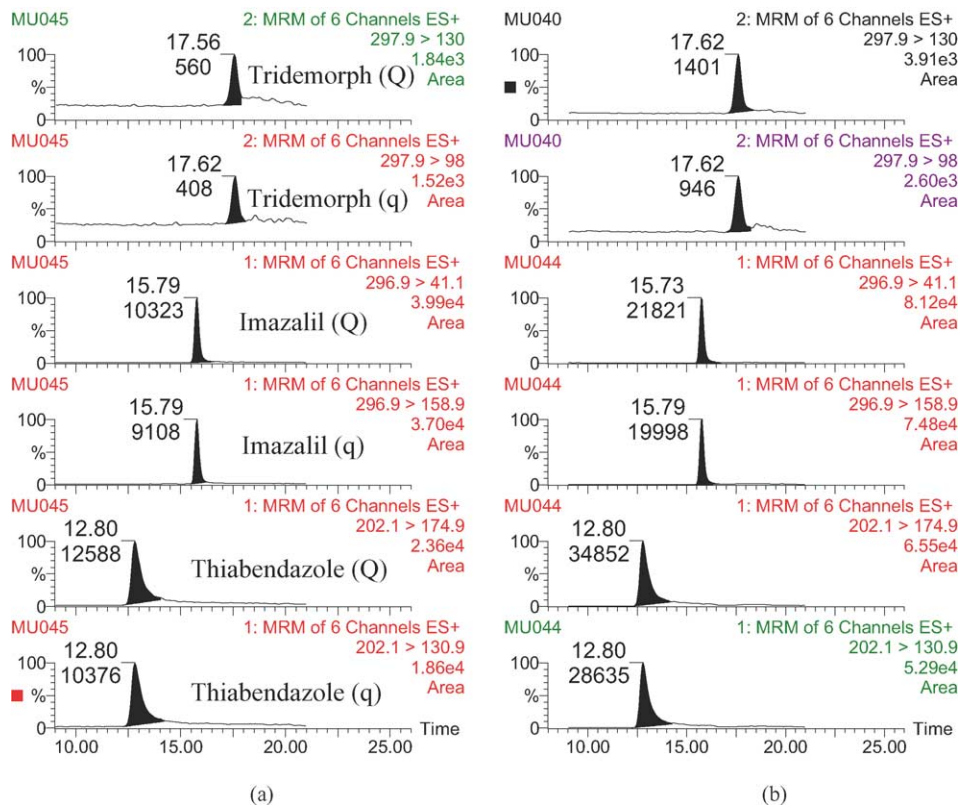 MU045 2: MRM of 6 Channels ES+
17.56 297.9 > 130
100 560 1.84e3
% Tridemorph (Q) Area
0
MU045 2: MRM of 6 Channels ES+
17.62 297.9 > 98
100 408 1.52e3
% Tridemorph (q) Area
0
MU045 1: MRM of 6 Channels ES+
15.79 296.9 > 41.1
100 10323 3.99e4
% Imazalil (Q) Area
0
MU045 1: MRM of 6 Channels ES+
15.79 296.9 > 158.9
100 9108 3.70e4
% Imazalil (q) Area
0
MU045 1: MRM of 6 Channels ES+
12.80 202.1 > 174.9
100 12588 2.36e4
% Thiabendazole (Q) Area
0
MU045 1: MRM of 6 Channels ES+
12.80 202.1 > 130.9
100 10376 1.86e4
% Thiabendazole (q) Area
0 Time
10.00 15.00 20.00 25.00
(a)
MU040 2: MRM of 6 Channels ES+
17.62 297.9 > 130
100 1401 3.91e3
% Area
0
MU040 2: MRM of 6 Channels ES+
17.62 297.9 > 98
100 946 2.60e3
% Area
0
MU044 1: MRM of 6 Channels ES+
15.73 296.9 > 41.1
100 21821 8.12e4
% Area
0
MU044 1: MRM of 6 Channels ES+
15.79 296.9 > 158.9
100 19998 7.48e4
% Area
0
MU044 1: MRM of 6 Channels ES+
12.80 202.1 > 174.9
100 34852 6.55e4
% Area
0
MU044 1: MRM of 6 Channels ES+
12.80 202.1 > 130.9
100 28635 5.29e4
% Area
0 Time
10.00 15.00 20.00 25.00
(b)